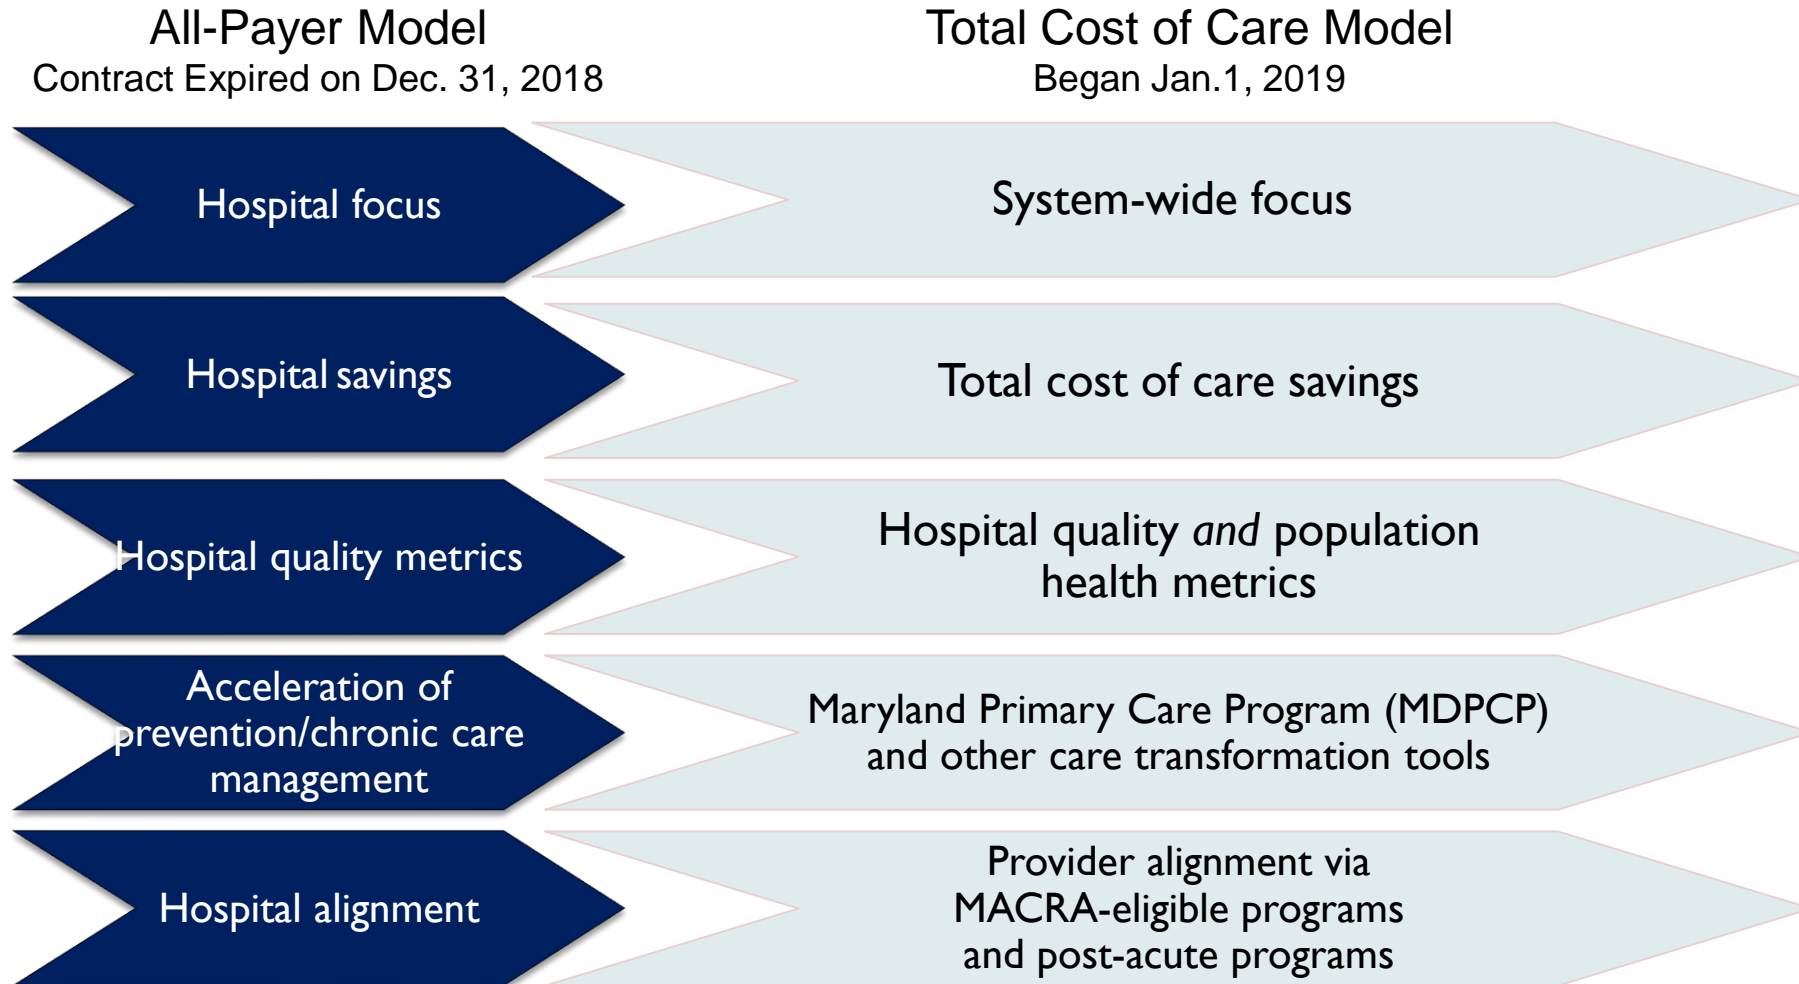 All-Payer Model
Contract Expired on Dec. 31, 2018
Total Cost of Care Model
Began Jan.1, 2019
Hospital focus
System-wide focus
Hospital savings
Total cost of care savings
Hospital quality metrics
Hospital quality and population
health metrics
Acceleration of
prevention/chronic care
management
Maryland Primary Care Program (MDPCP)
and other care transformation tools
Hospital alignment
Provider alignment via
MACRA-eligible programs
and post-acute programs